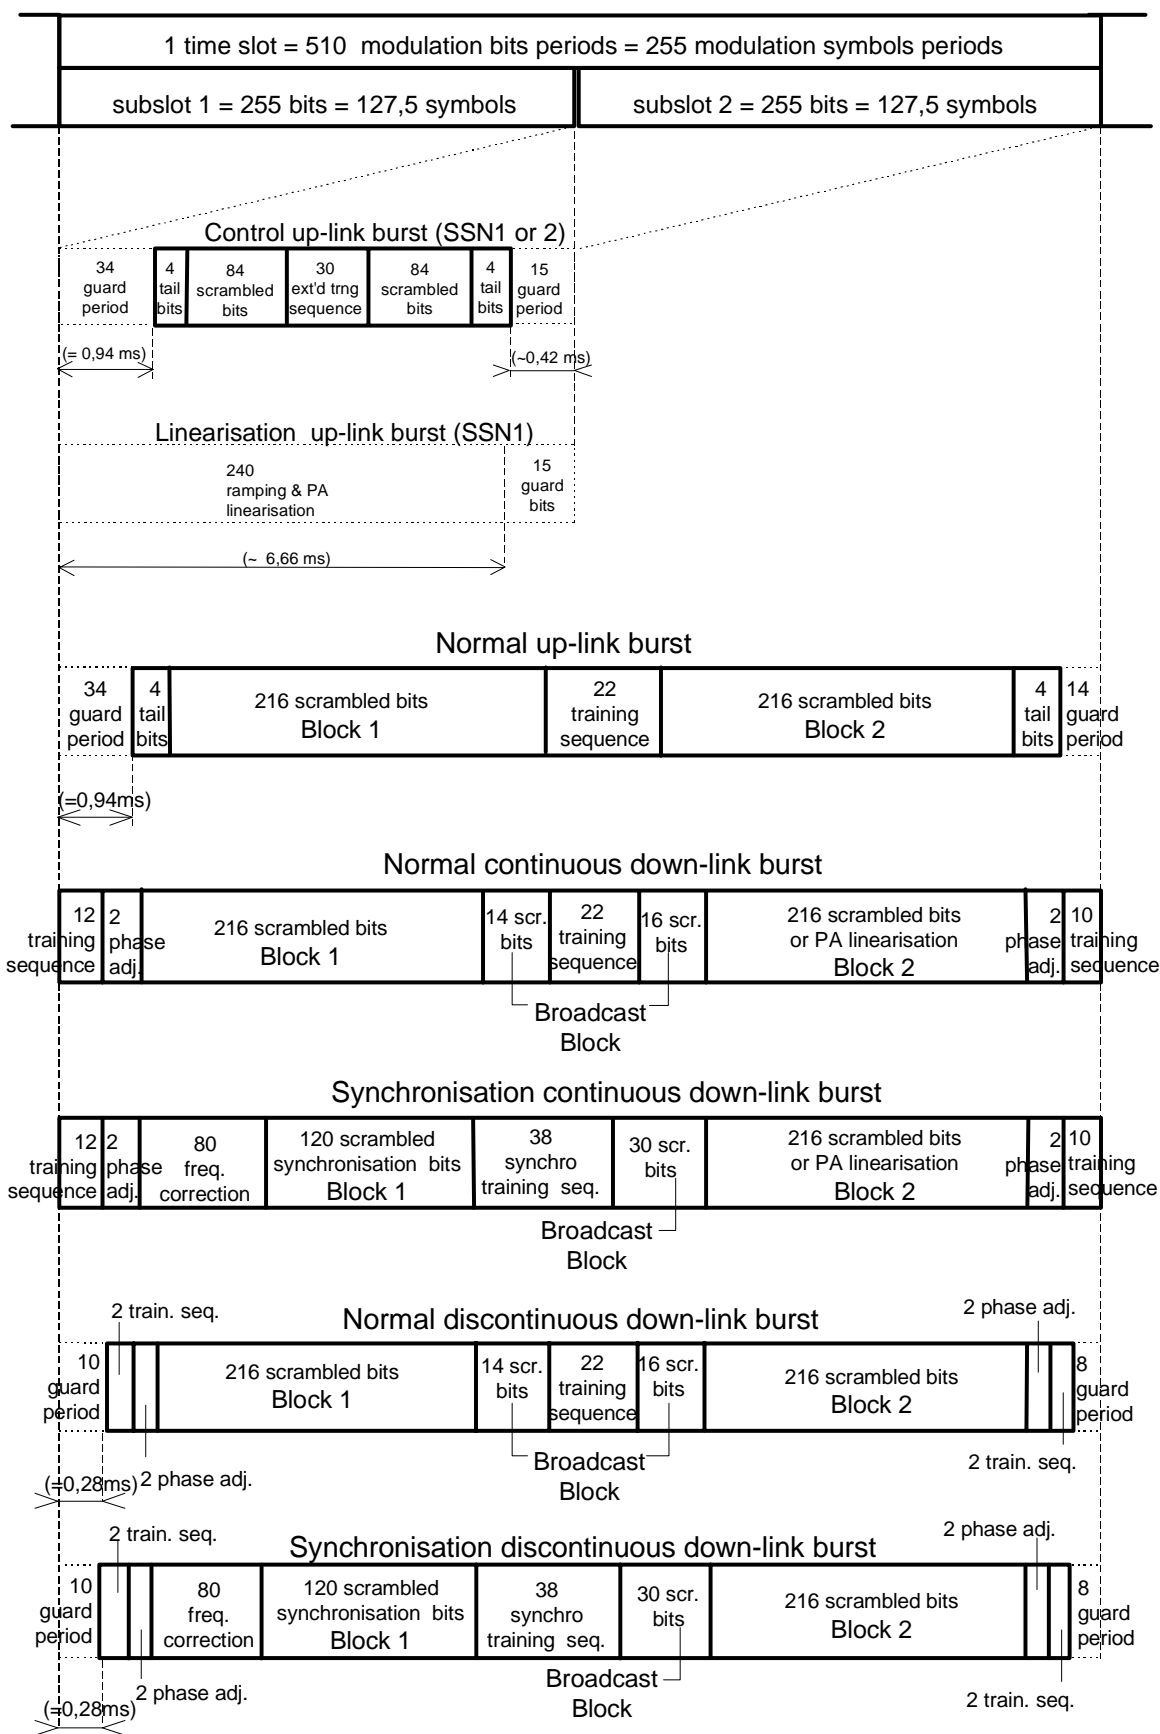 1 time slot = 510 modulation bits periods = 255 modulation symbols periods
subslot 1 = 255 bits = 127,5 symbols
subslot 2 = 255 bits = 127,5 symbols
Control up-link burst (SSN1 or 2)
34
guard
period
4
tail
bits
84
scrambled
bits
30
ext'd trng
sequence
84
scrambled
bits
4
tail
bits
15
guard
period
(= 0,94 ms)
(~0,42 ms)
Linearisation up-link burst (SSN1)
240
ramping & PA
linearisation
15
guard
bits
(~ 6,66 ms)
Normal up-link burst
34
guard
period
4
tail
bits
216 scrambled bits
Block 1
22
training
sequence
216 scrambled bits
Block 2
4
tail
bits
14
guard
period
(=0,94ms)
Normal continuous down-link burst
12
training
sequence
2
phase
adj.
216 scrambled bits
Block 1
14 scr.
bits
22
training
sequence
16 scr.
bits
216 scrambled bits
or PA linearisation
Block 2
2
phase
adj.
10
training
sequence
Broadcast
Block
Synchronisation continuous down-link burst
12
training
sequence
2
phase
adj.
80
freq.
correction
120 scrambled
synchronisation bits
Block 1
38
synchro
training seq.
30 scr.
bits
216 scrambled bits
or PA linearisation
Block 2
2
phase
adj.
10
training
sequence
Broadcast
Block
Normal discontinuous down-link burst
2 train. seq.
2 phase adj.
10
guard
period
216 scrambled bits
Block 1
14 scr.
bits
22
training
sequence
16 scr.
bits
216 scrambled bits
Block 2
8
guard
period
Broadcast
Block
2 train. seq.
(=0,28ms)
2 phase adj.
Synchronisation discontinuous down-link burst
2 train. seq.
2 phase adj.
10
guard
period
80
freq.
correction
120 scrambled
synchronisation bits
Block 1
38
synchro
training seq.
30 scr.
bits
216 scrambled bits
Block 2
8
guard
period
2 phase adj.
Broadcast
Block
2 train. seq.
(=0,28ms)